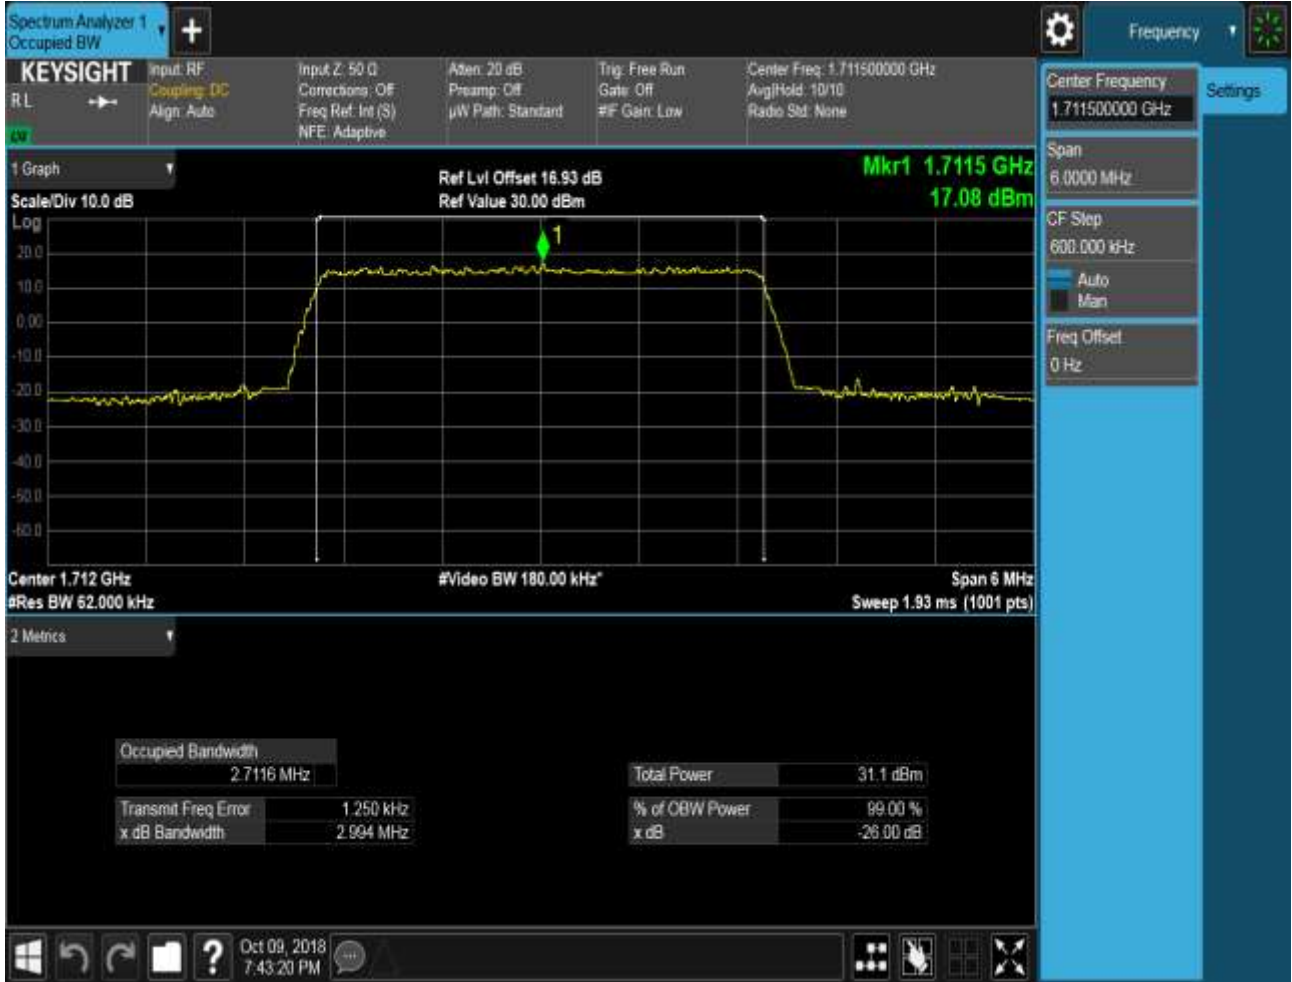 Spectrum Analyzer 1
Occupied BW
Frequency
KEYSIGHT
R L
Input: RF
Coupling: DC
Align: Auto
Input Z: 50 Ω
Corrections: Off
Freq Ref: Int (S)
NFE: Adaptive
Atten: 20 dB
Preamp: Off
µW Path: Standard
Trig: Free Run
Gate: Off
#IF Gain: Low
Center Freq: 1.711500000 GHz
Avg|Hold: 10/10
Radio Std: None
Center Frequency
1.711500000 GHz
Settings
Span
6.0000 MHz
CF Step
600.000 kHz
Auto
Man
Freq Offset
0 Hz
1 Graph
Scale/Div 10.0 dB
Ref Lvl Offset 16.93 dB
Ref Value 30.00 dBm
Mkr1 1.7115 GHz
17.08 dBm
Log
1
20.0
10.0
0.00
-10.0
-20.0
-30.0
-40.0
-50.0
-60.0
Center 1.712 GHz
#Video BW 180.00 kHz*
Span 6 MHz
#Res BW 62.000 kHz
Sweep 1.93 ms (1001 pts)
2 Metrics
Occupied Bandwidth
2.7116 MHz
Total Power 31.1 dBm
Transmit Freq Error 1.250 kHz
% of OBW Power 99.00 %
x dB Bandwidth 2.994 MHz
x dB -26.00 dB
Oct 09, 2018
7:43:20 PM